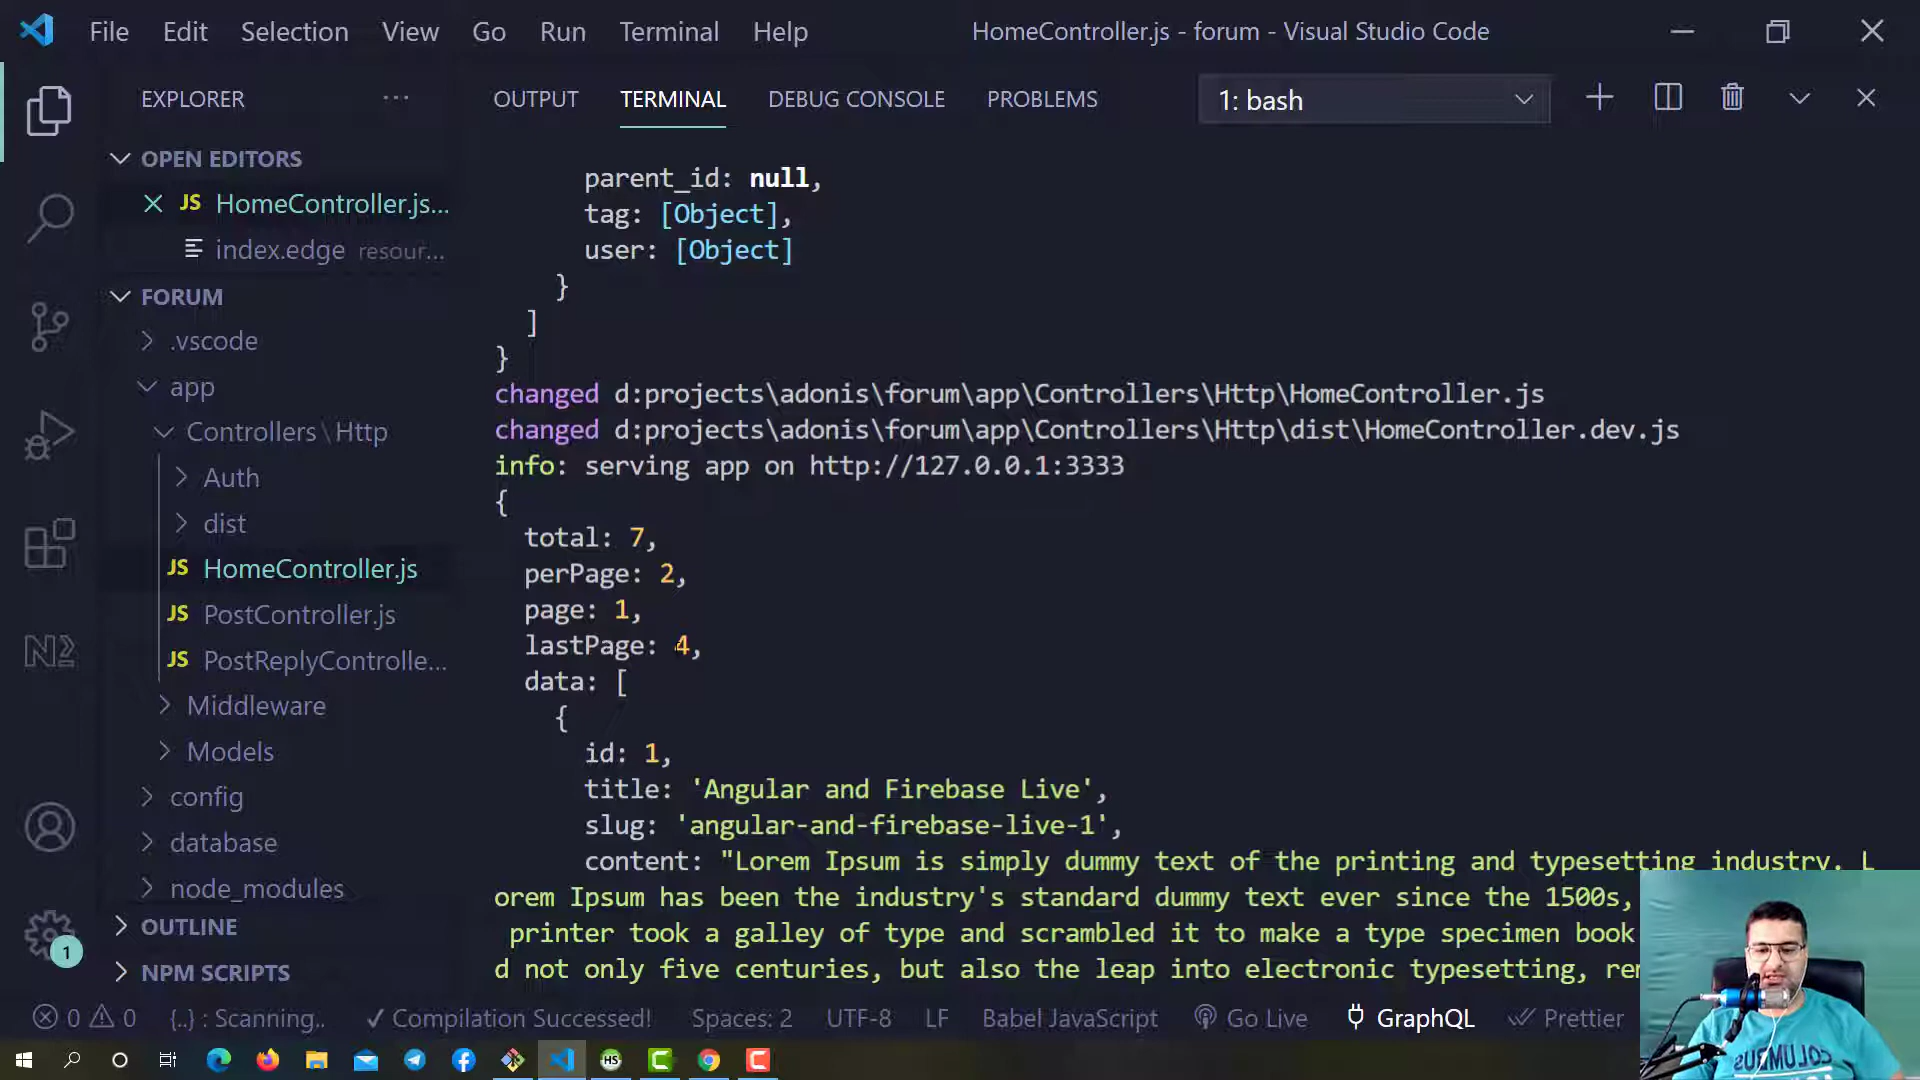 File Edit Selection View Go Run Terminal Help HomeController.js - forum - Visual Studio Code
EXPLORER ...
OUTPUT TERMINAL DEBUG CONSOLE PROBLEMS 1: bash
OPEN EDITORS
JS HomeController.js...
index.edge resour...
FORUM
.vscode
app
Controllers\Http
Auth
dist
JS HomeController.js
JS PostController.js
JS PostReplyControlle...
Middleware
Models
config
database
node_modules
OUTLINE
NPM SCRIPTS
1
parent_id: null,
tag: [Object],
user: [Object]
}
]
}
changed d:projects\adonis\forum\app\Controllers\Http\HomeController.js
changed d:projects\adonis\forum\app\Controllers\Http\dist\HomeController.dev.js
info: serving app on http://127.0.0.1:3333
{
total: 7,
perPage: 2,
page: 1,
lastPage: 4,
data: [
{
id: 1,
title: 'Angular and Firebase Live',
slug: 'angular-and-firebase-live-1',
content: "Lorem Ipsum is simply dummy text of the printing and typesetting industry. L
orem Ipsum has been the industry's standard dummy text ever since the 1500s,
printer took a galley of type and scrambled it to make a type specimen book
d not only five centuries, but also the leap into electronic typesetting, rem
0 0 {..} : Scanning.. ✓ Compilation Successed! Spaces: 2 UTF-8 LF Babel JavaScript Go Live GraphQL Prettier
HS
COLUMBUS